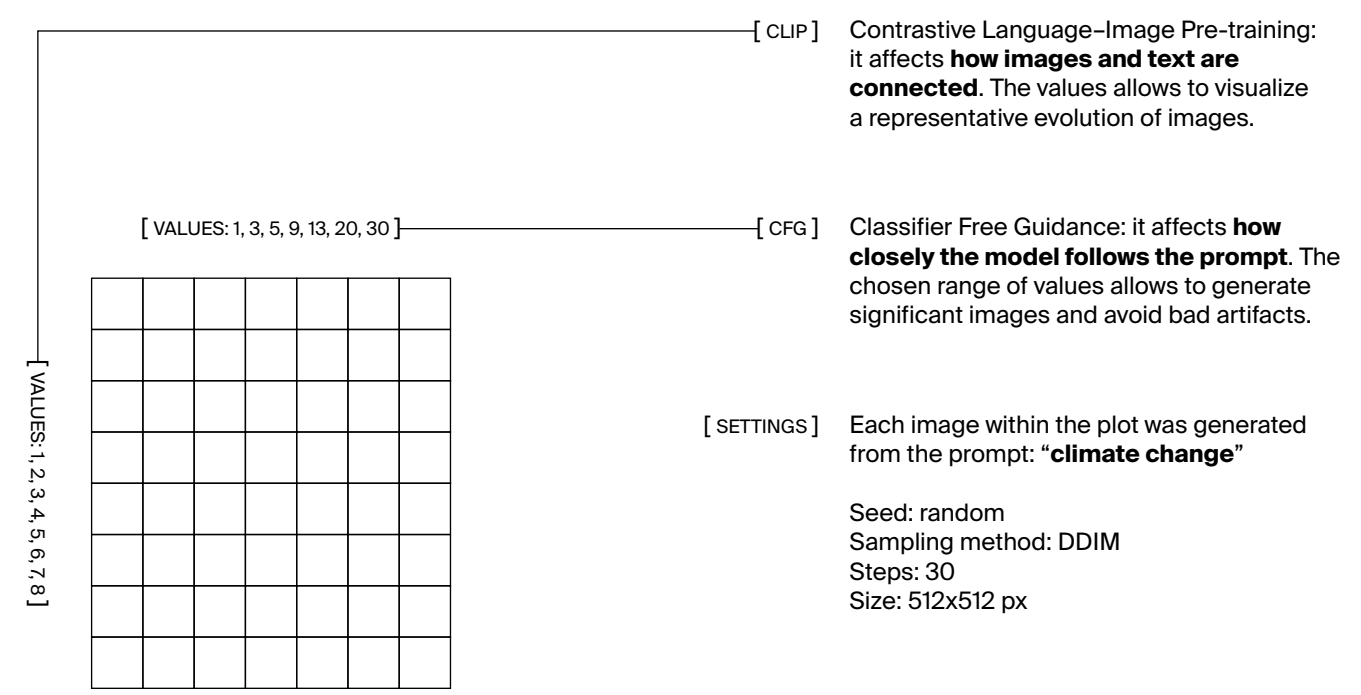 [ CLIP ]
Contrastive Language–Image Pre-training:
it affects how images and text are
connected. The values allows to visualize
a representative evolution of images.
[ VALUES: 1, 3, 5, 9, 13, 20, 30 ]
[ CFG ]
Classifier Free Guidance: it affects how
closely the model follows the prompt. The
chosen range of values allows to generate
significant images and avoid bad artifacts.
[ VALUES: 1, 2, 3, 4, 5, 6, 7, 8 ]
[ SETTINGS ]
Each image within the plot was generated
from the prompt: “climate change”
Seed: random
Sampling method: DDIM
Steps: 30
Size: 512x512 px